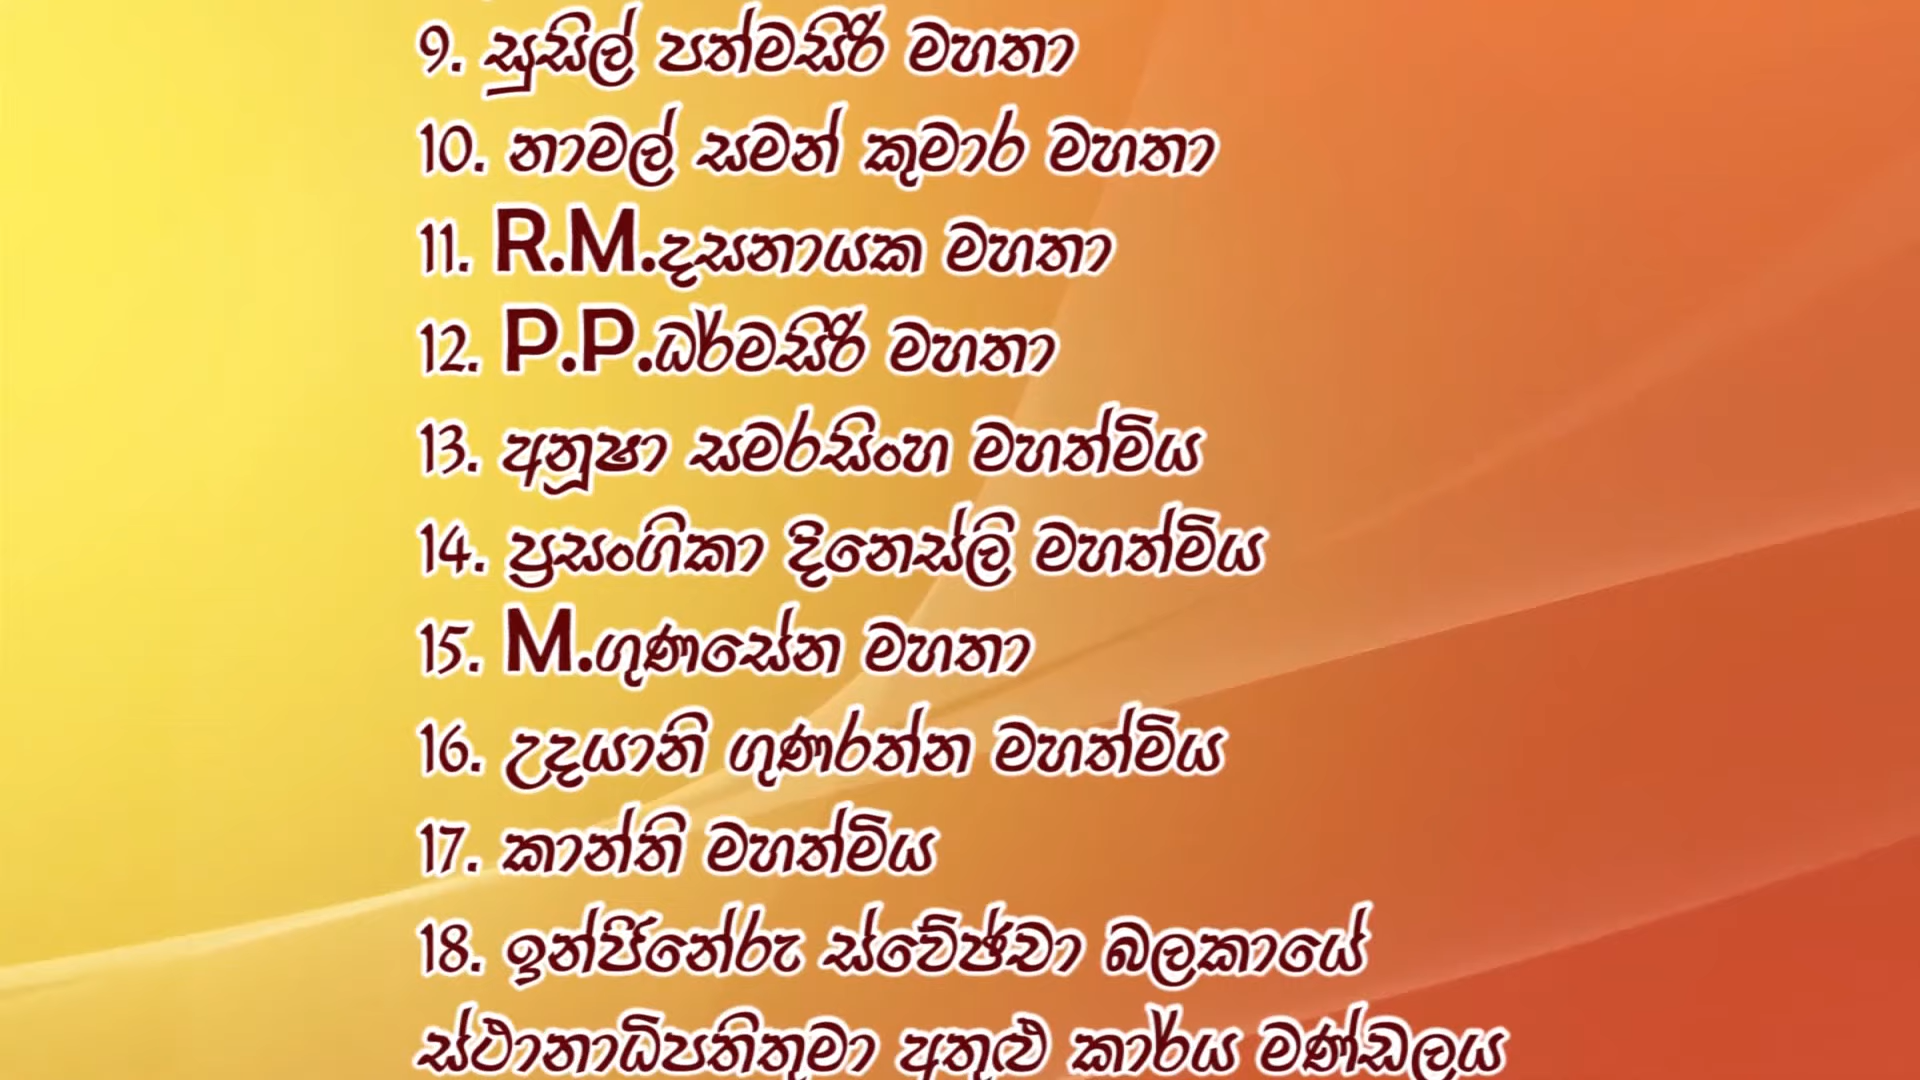 9. සුසිල් පත්මසිරි මහතා
10. නාමල් සමන් කුමාර මහතා
11. R.M.දසනායක මහතා
12. P.P.ධර්මසිරි මහතා
13. අනූෂා සමරසිංහ මහත්මිය
14. ප්‍රසංගිකා දිනෙස්ලි මහත්මිය
15. M.ගුණසේන මහතා
16. උදයානි ගුණරත්න මහත්මිය
17. කාන්ති මහත්මිය
18. ඉන්ජිනේරු ස්වේඡ්චා බලකායේ
ස්ථානාධිපතිතුමා අතුළු කාර්ය මණ්ඩලය